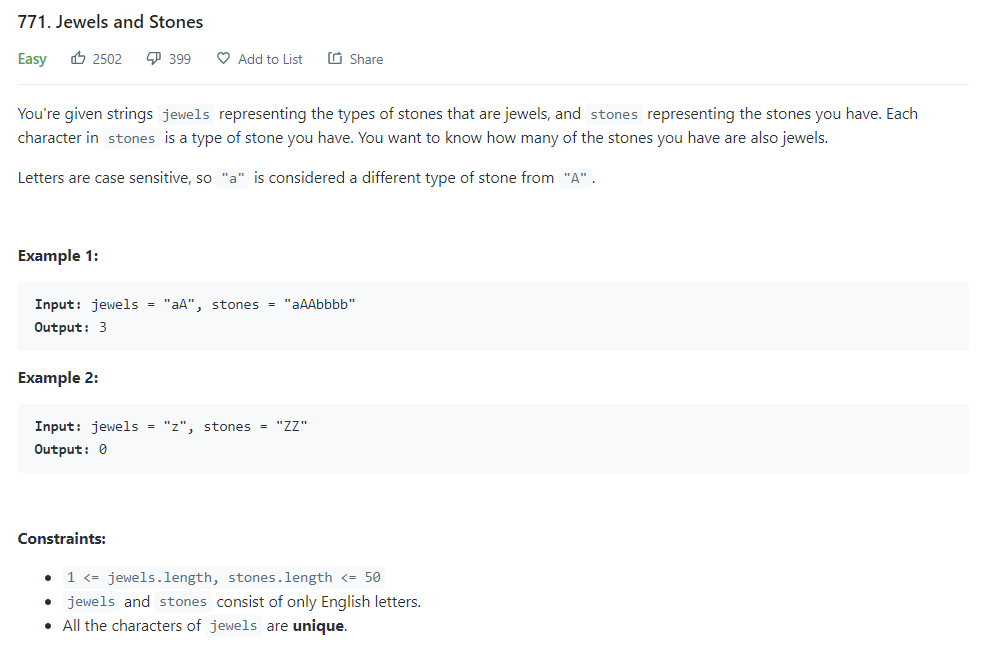 771. Jewels and Stones
Easy 2502 399 Add to List Share
You're given strings jewels representing the types of stones that are jewels, and stones representing the stones you have. Each
character in stones is a type of stone you have. You want to know how many of the stones you have are also jewels.
Letters are case sensitive, so "a" is considered a different type of stone from "A".
Example 1:
Input: jewels = "aA", stones = "aAAbbbb"
Output: 3
Example 2:
Input: jewels = "z", stones = "ZZ"
Output: 0
Constraints:
• 1 <= jewels.length, stones.length <= 50
• jewels and stones consist of only English letters.
• All the characters of jewels are unique.